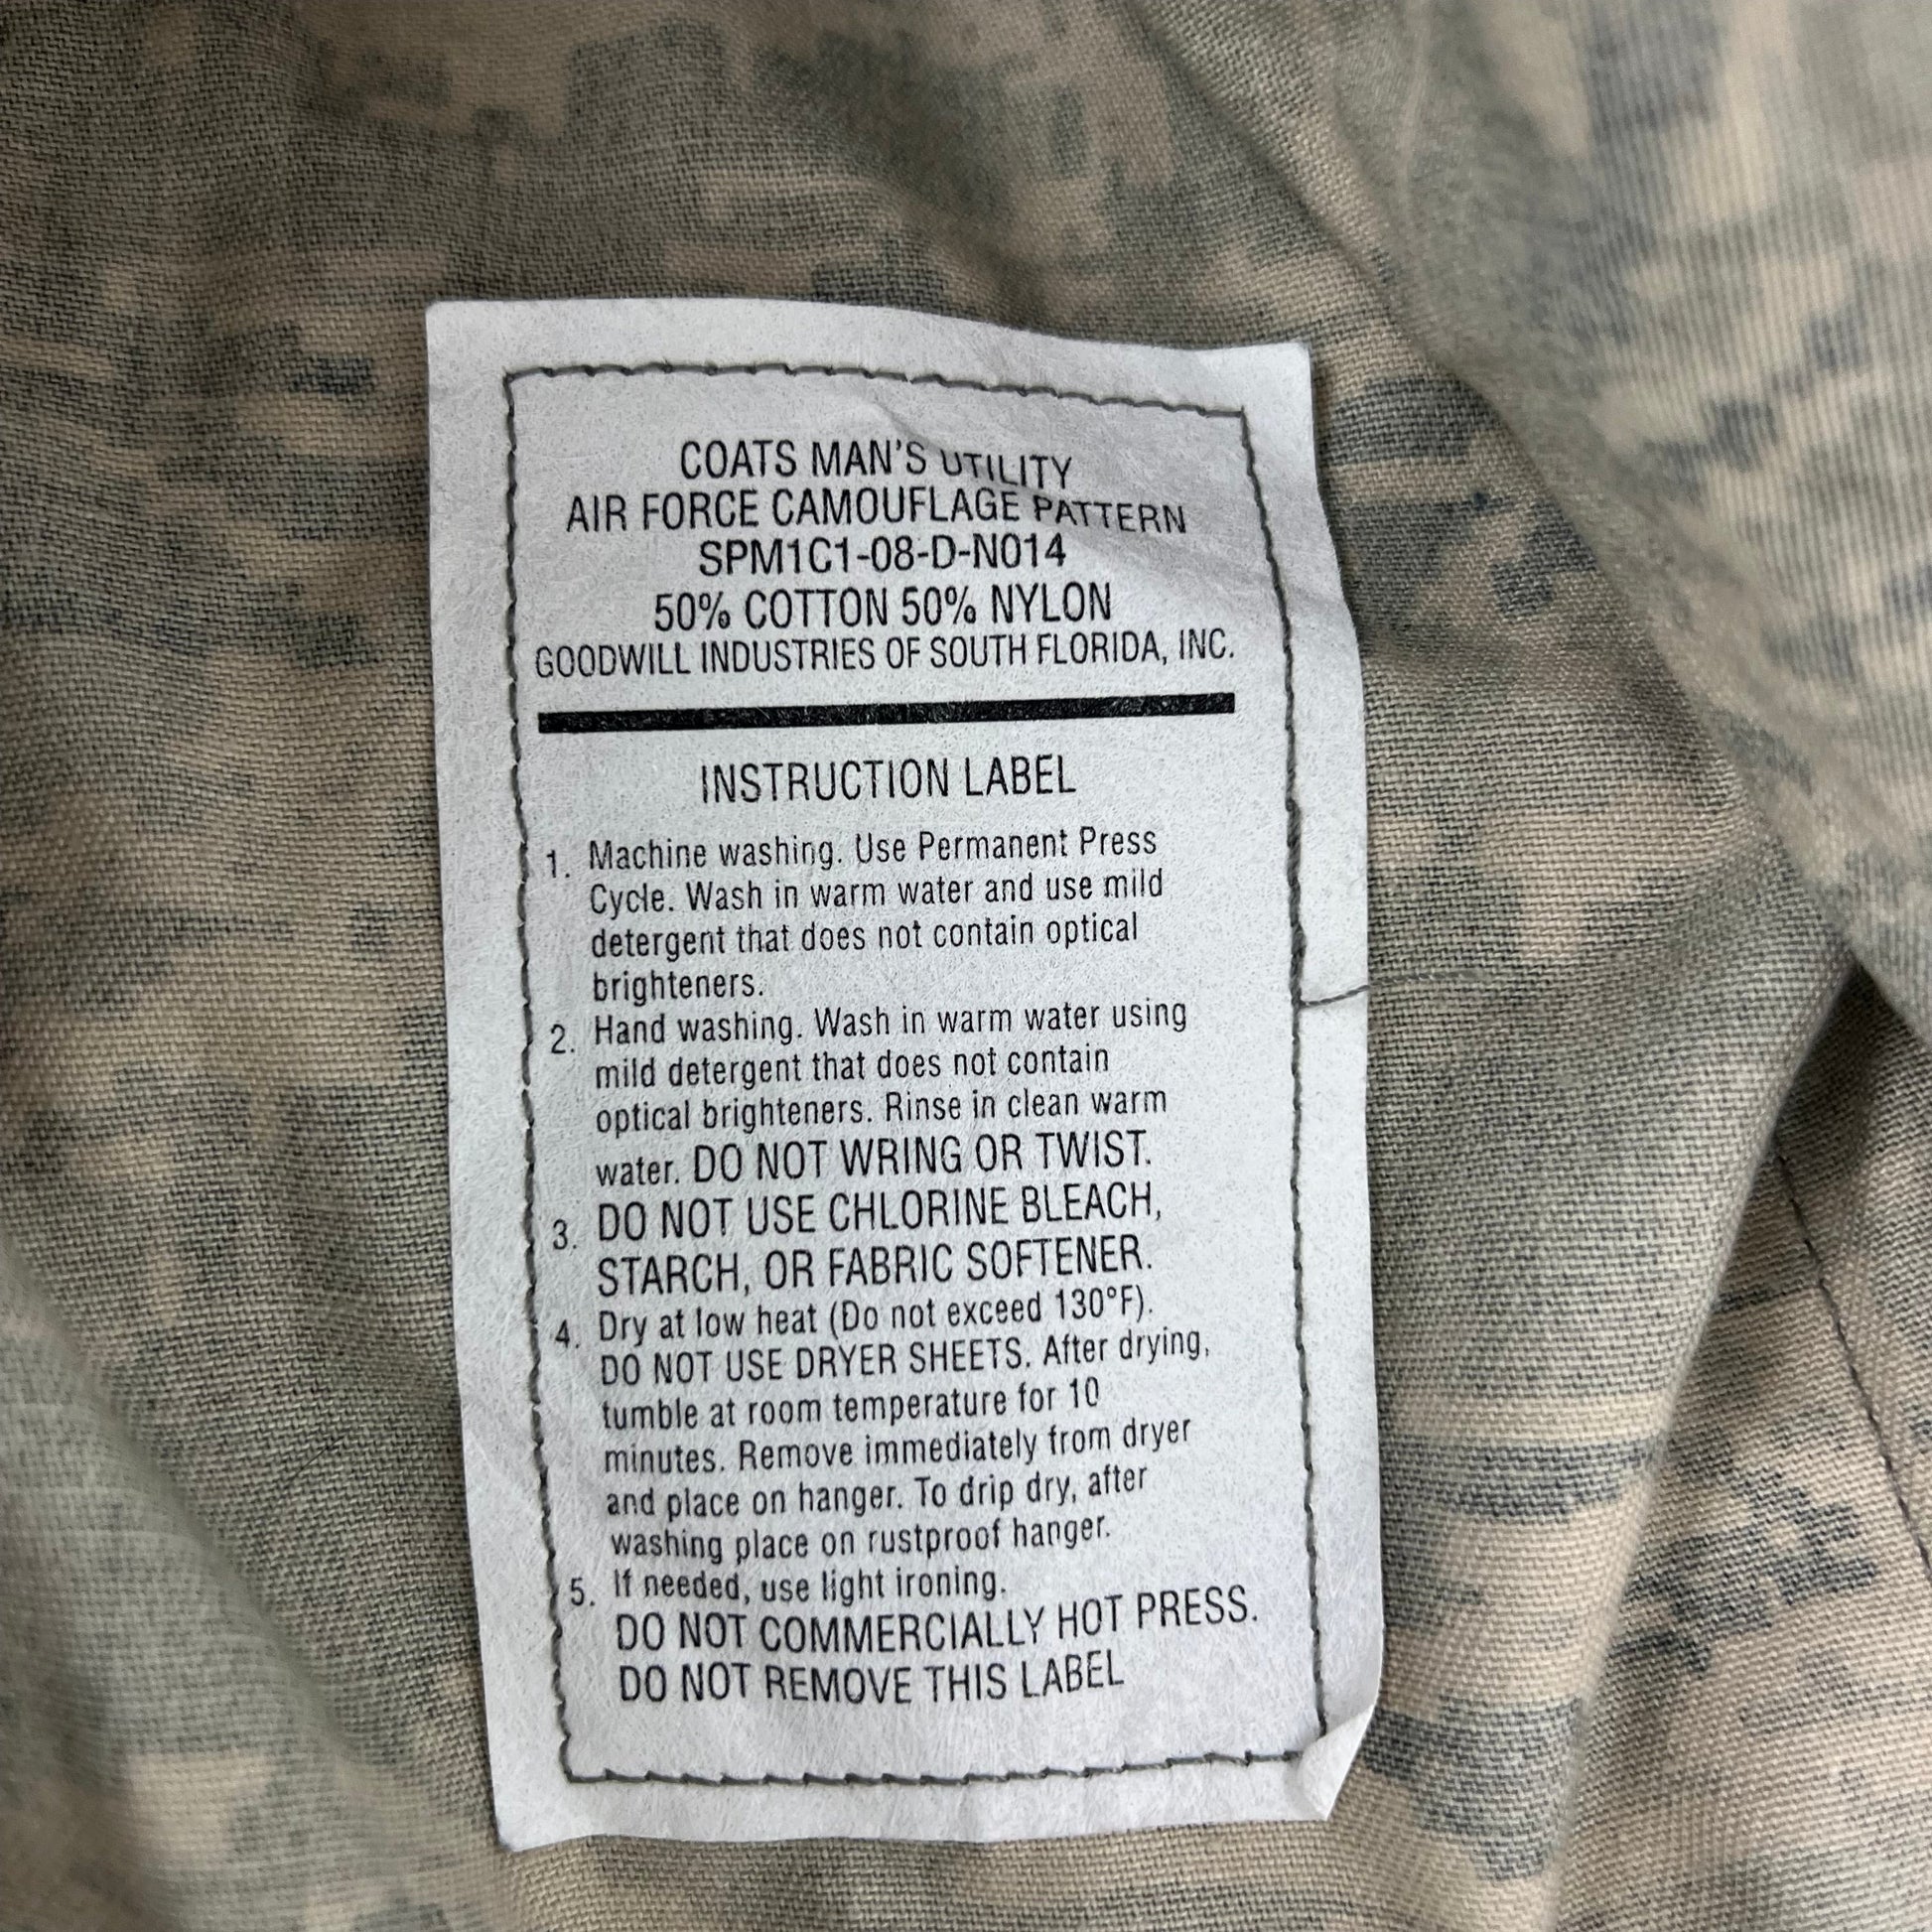 COATS MAN'S UTILITY
AIR FORCE CAMOUFLAGE PATTERN
SPM1C1-08-D-N014
50% COTTON 50% NYLON
GOODWILL INDUSTRIES OF SOUTH FLORIDA, INC.
INSTRUCTION LABEL
1. Machine washing. Use Permanent Press
Cycle. Wash in warm water and use mild
detergent that does not contain optical
brighteners.
2. Hand washing. Wash in warm water using
mild detergent that does not contain
optical brighteners. Rinse in clean warm
water. DO NOT WRING OR TWIST.
3. DO NOT USE CHLORINE BLEACH,
STARCH, OR FABRIC SOFTENER.
4. Dry at low heat (Do not exceed 130°F).
DO NOT USE DRYER SHEETS. After drying,
tumble at room temperature for 10
minutes. Remove immediately from dryer
and place on hanger. To drip dry, after
washing place on rustproof hanger.
5. If needed, use light ironing.
DO NOT COMMERCIALLY HOT PRESS.
DO NOT REMOVE THIS LABEL